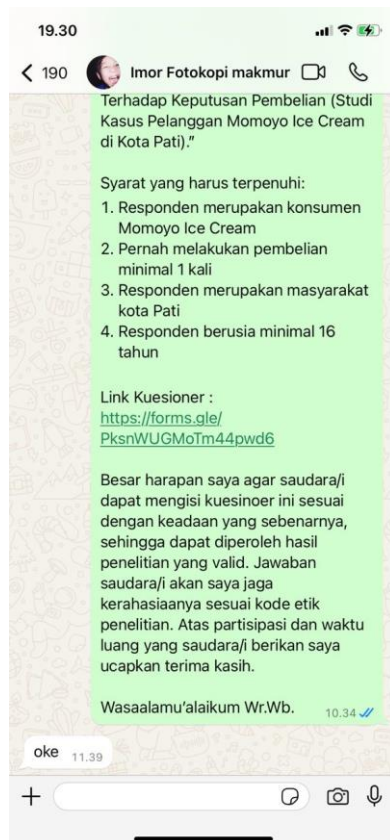 19.30
190 Imor Fotokopi makmur
Terhadap Keputusan Pembelian (Studi
Kasus Pelanggan Momoyo Ice Cream
di Kota Pati)."
Syarat yang harus terpenuhi:
1. Responden merupakan konsumen
Momoyo Ice Cream
2. Pernah melakukan pembelian
minimal 1 kali
3. Responden merupakan masyarakat
kota Pati
4. Responden berusia minimal 16
tahun
Link Kuesioner :
https://forms.gle/
PksnWUGMoTm44pwd6
Besar harapan saya agar saudara/i
dapat mengisi kuesinoer ini sesuai
dengan keadaan yang sebenarnya,
sehingga dapat diperoleh hasil
penelitian yang valid. Jawaban
saudara/i akan saya jaga
kerahasiaanya sesuai kode etik
penelitian. Atas partisipasi dan waktu
luang yang saudara/i berikan saya
ucapkan terima kasih.
Wasaalamu'alaikum Wr.Wb. 10.34
oke 11.39